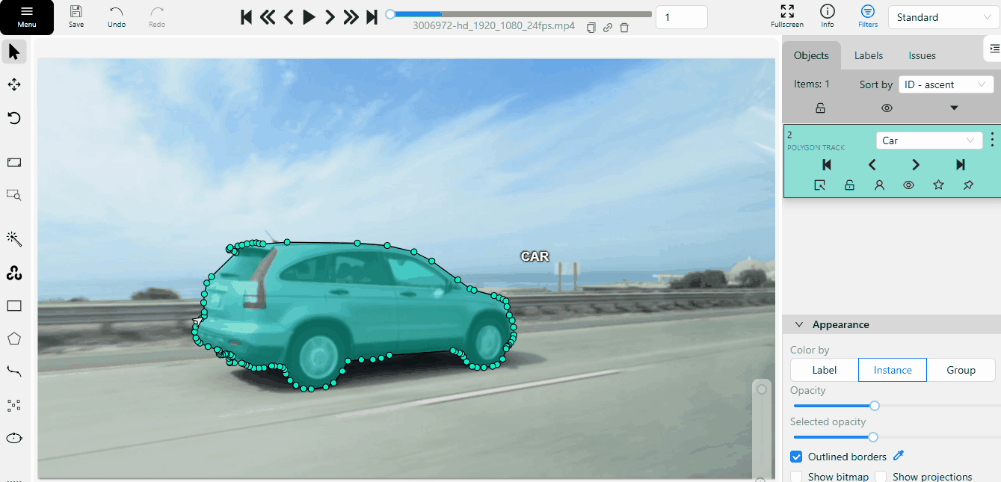 Menu
Save
Undo
Redo
3006972-hd_1920_1080_24fps.mp4
1
Fullscreen
Info
Filters
Standard
Objects
Labels
Issues
Items: 1
Sort by
ID - ascent
2
POLYGON TRACK
Car
CAR
Appearance
Color by
Label
Instance
Group
Opacity
Selected opacity
Outlined borders
Show bitmap
Show projections